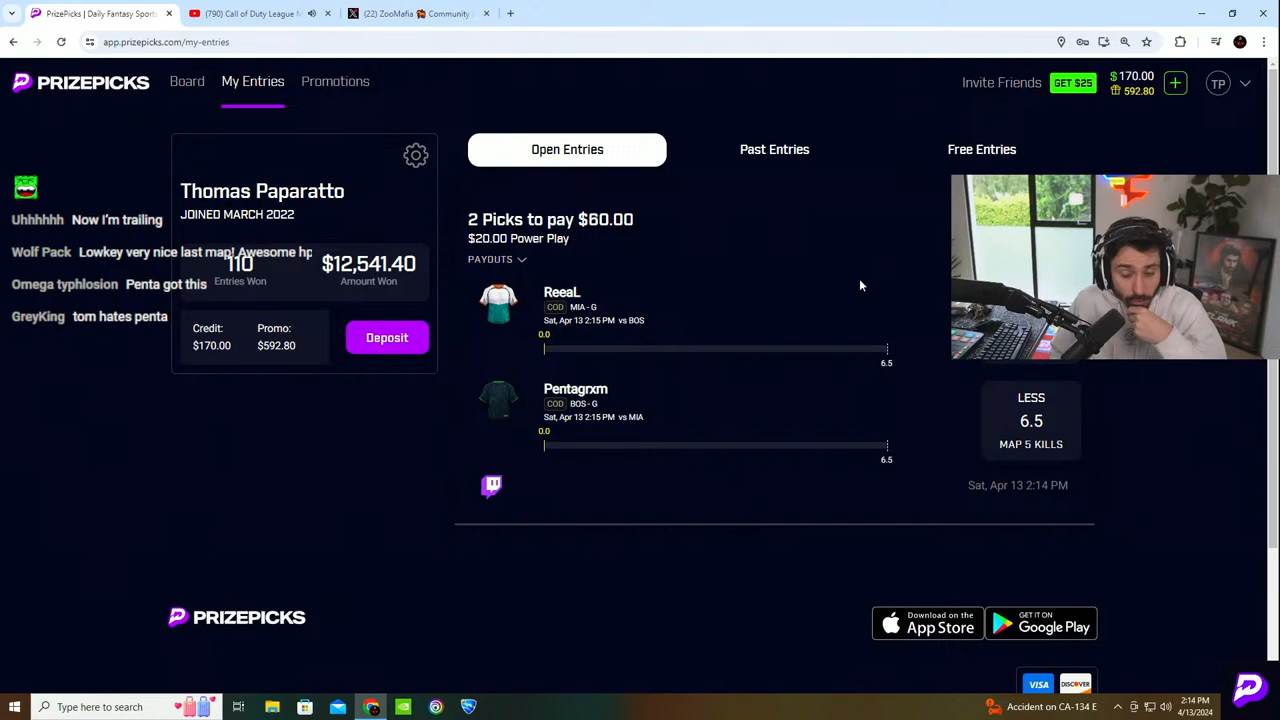 PrizePicks | Daily Fantasy Sports
(790) Call of Duty League M
(22) ZooMafia Community
app.prizepicks.com/my-entries
PRIZEPICKS
Board
My Entries
Promotions
Invite Friends
GET $25
$170.00
592.80
TP
Open Entries
Past Entries
Free Entries
Thomas Paparatto
JOINED MARCH 2022
110
Entries Won
$12,541.40
Amount Won
Credit:
$170.00
Promo:
$592.80
Deposit
Uhhhhhh Now I'm trailing
Wolf Pack Lowkey very nice last map! Awesome hp
Omega typhlosion Penta got this
GreyKing tom hates penta
2 Picks to pay $60.00
$20.00 Power Play
PAYOUTS
ReeaL
COD MIA - G
Sat, Apr 13 2:15 PM vs BOS
0.0
6.5
Pentagrxm
COD BOS - G
Sat, Apr 13 2:15 PM vs MIA
0.0
6.5
LESS
6.5
MAP 5 KILLS
Sat, Apr 13 2:14 PM
PRIZEPICKS
Download on the
App Store
GET IT ON
Google Play
VISA
DISCOVER
Type here to search
Accident on CA-134 E
2:14 PM
4/13/2024